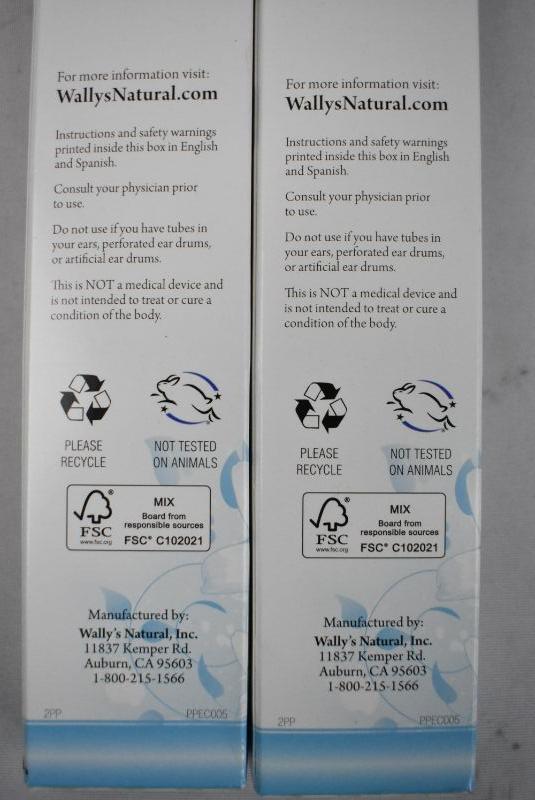 For more information visit:
WallysNatural.com
Instructions and safety warnings
printed inside this box in English
and Spanish.
Consult your physician prior
to use.
Do not use if you have tubes in
your ears, perforated ear drums,
or artificial ear drums.
This is NOT a medical device and
is not intended to treat or cure a
condition of the body.
PLEASE
RECYCLE
NOT TESTED
ON ANIMALS
®
FSC
www.fsc.org
MIX
Board from
responsible sources
FSC® C102021
Manufactured by:
Wally's Natural, Inc.
11837 Kemper Rd.
Auburn, CA 95603
1-800-215-1566
2PP
PPEC005
For more information visit:
WallysNatural.com
Instructions and safety warnings
printed inside this box in English
and Spanish.
Consult your physician prior
to use.
Do not use if you have tubes in
your ears, perforated ear drums,
or artificial ear drums.
This is NOT a medical device and
is not intended to treat or cure a
condition of the body.
PLEASE
RECYCLE
NOT TESTED
ON ANIMALS
®
FSC
www.fsc.org
MIX
Board from
responsible sources
FSC® C102021
Manufactured by:
Wally's Natural, Inc.
11837 Kemper Rd.
Auburn, CA 95603
1-800-215-1566
2PP
PPEC005